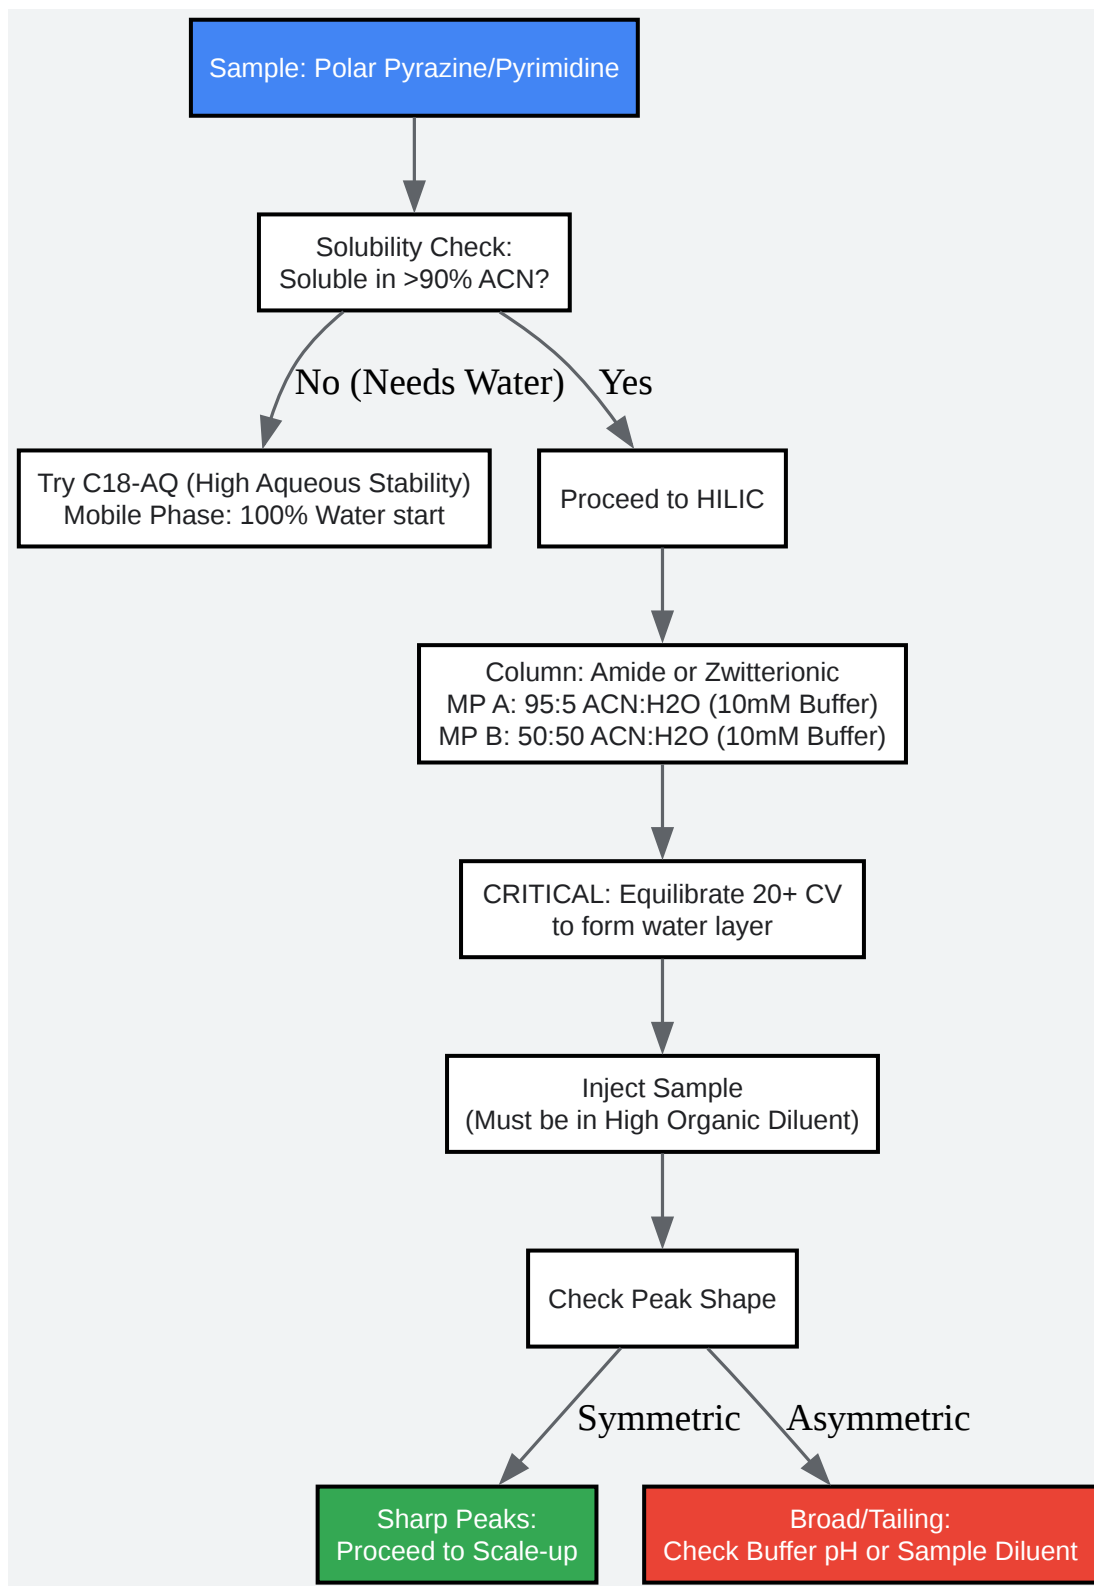 Sample: Polar Pyrazine/Pyrimidine
Solubility Check:
Soluble in >90% ACN?
No (Needs Water)
Yes
Try C18-AQ (High Aqueous Stability)
Mobile Phase: 100% Water start
Proceed to HILIC
Column: Amide or Zwitterionic
MP A: 95:5 ACN:H2O (10mM Buffer)
MP B: 50:50 ACN:H2O (10mM Buffer)
CRITICAL: Equilibrate 20+ CV
to form water layer
Inject Sample
(Must be in High Organic Diluent)
Check Peak Shape
Symmetric
Asymmetric
Sharp Peaks:
Proceed to Scale-up
Broad/Tailing:
Check Buffer pH or Sample Diluent